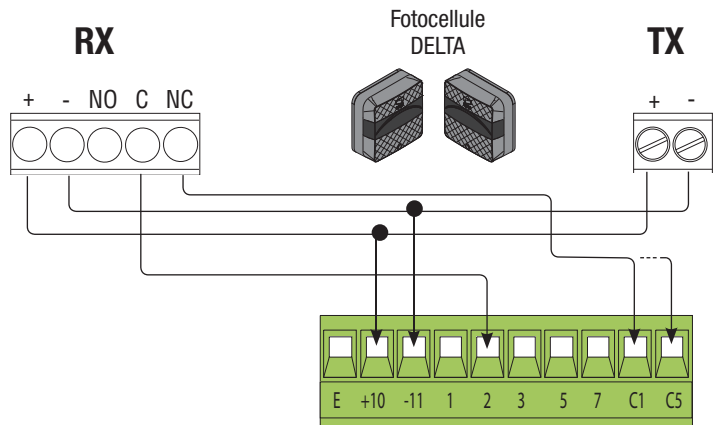 Fotocellule
DELTA
RX
TX
+ - NO C NC
+ -
E +10 -11 1 2 3 5 7 C1 C5